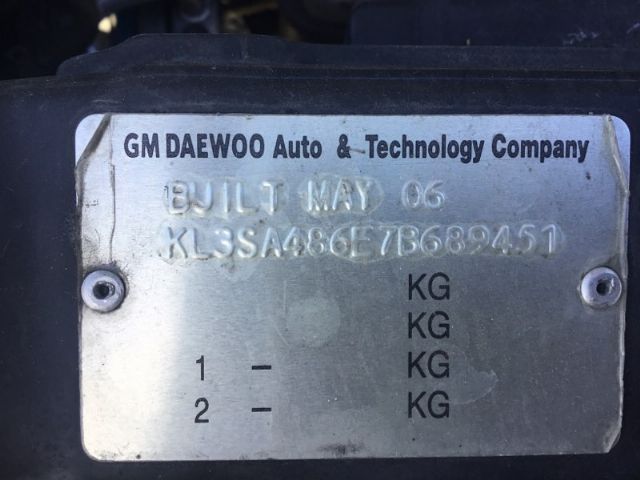 GM DAEWOO Auto & Technology Company
BUILT MAY 06
KL3SA486E7B689451
KG
KG
1 - KG
2 - KG